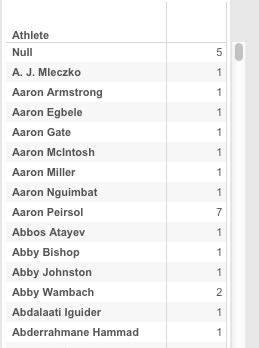 Athlete
Null 5
A. J. Mleczko 1
Aaron Armstrong 1
Aaron Egbele 1
Aaron Gate 1
Aaron McIntosh 1
Aaron Miller 1
Aaron Nguimbat 1
Aaron Peirsol 7
Abbos Atayev 1
Abby Bishop 1
Abby Johnston 1
Abby Wambach 2
Abdalaati Iguider 1
Abderrahmane Hammad 1